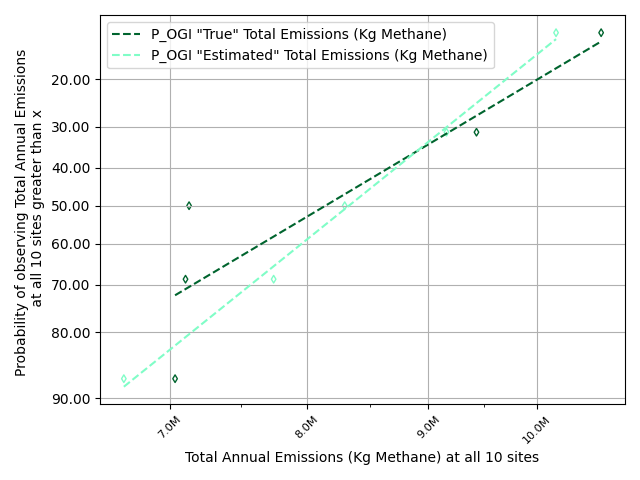 P_OGI "True" Total Emissions (Kg Methane)
P_OGI "Estimated" Total Emissions (Kg Methane)
Probability of observing Total Annual Emissions
at all 10 sites greater than x
20.00
30.00
40.00
50.00
60.00
70.00
80.00
90.00
7.0M
8.0M
9.0M
10.0M
Total Annual Emissions (Kg Methane) at all 10 sites